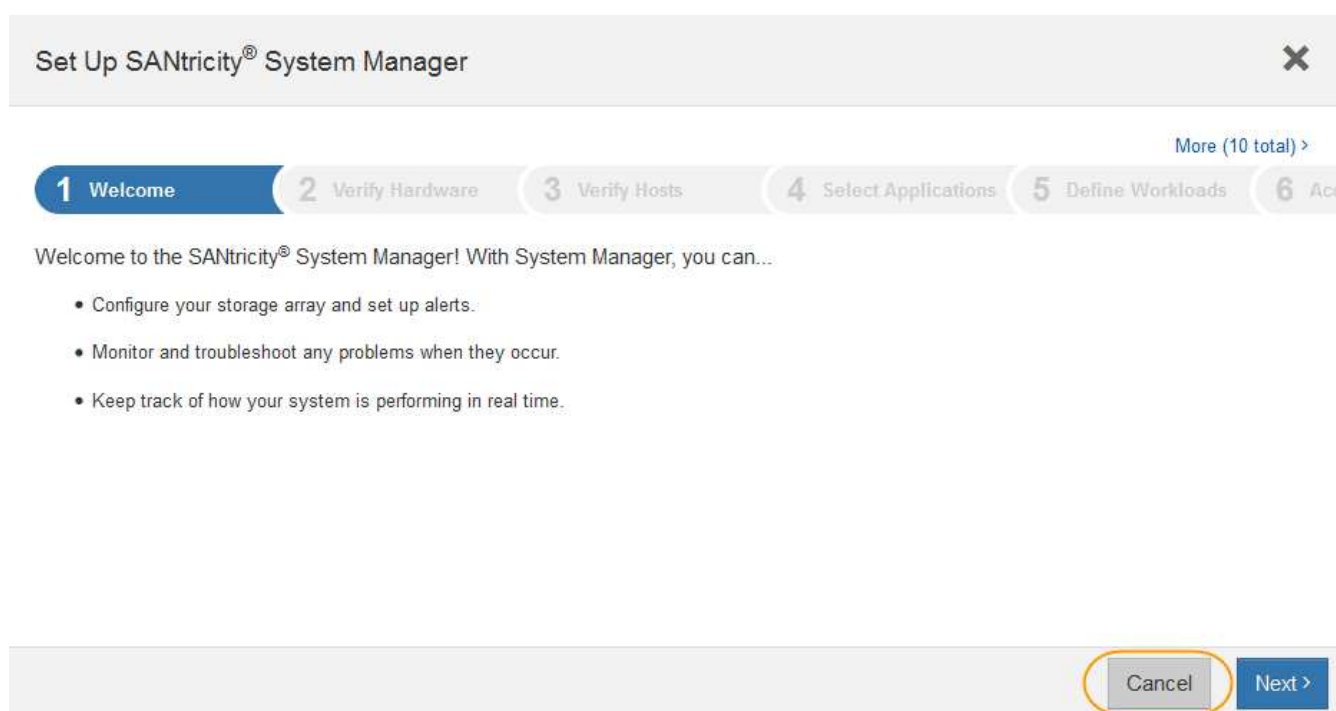 Set Up SANtricity® System Manager
More (10 total) >
1 Welcome 2 Verify Hardware 3 Verify Hosts 4 Select Applications 5 Define Workloads 6 Ac
Welcome to the SANtricity® System Manager! With System Manager, you can...
• Configure your storage array and set up alerts.
• Monitor and troubleshoot any problems when they occur.
• Keep track of how your system is performing in real time.
Cancel Next >